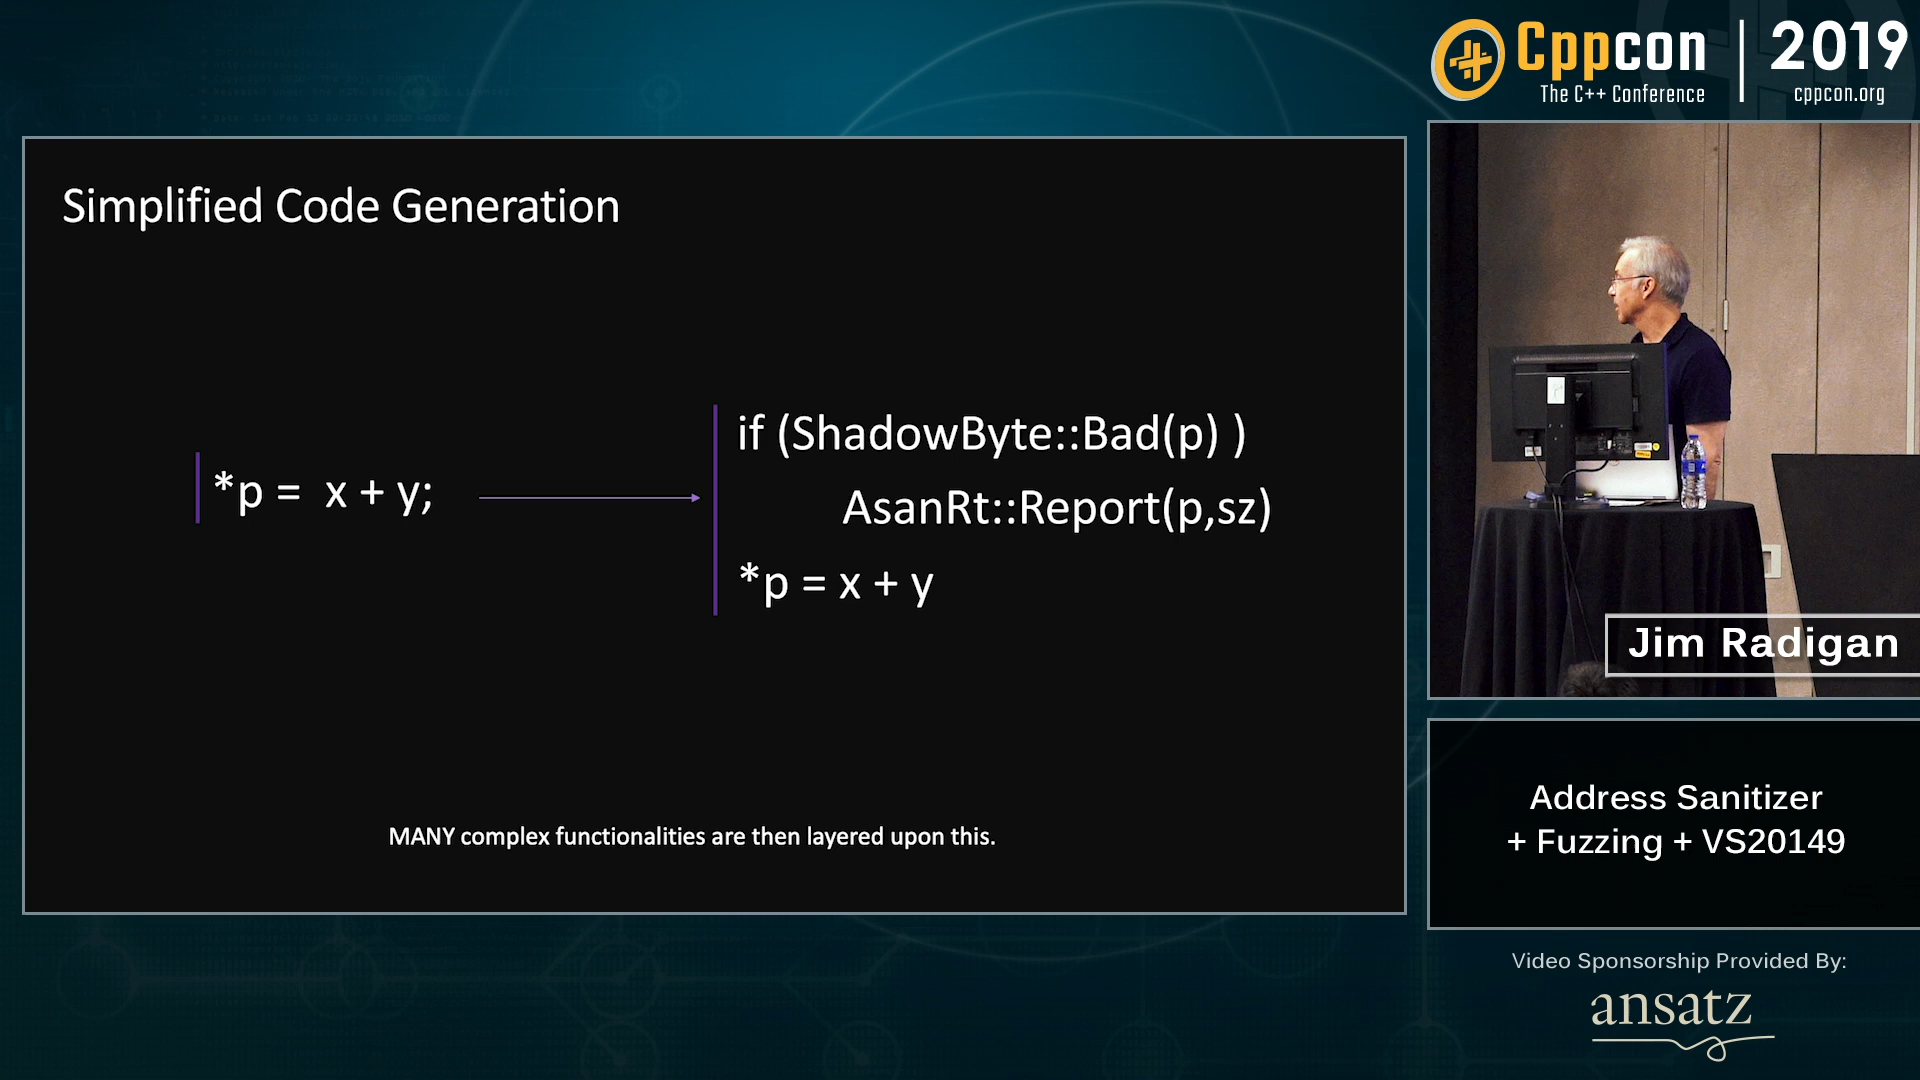 Cppcon
The C++ Conference
2019
cppcon.org
Simplified Code Generation
*p = x + y;
if (ShadowByte::Bad(p) )
AsanRt::Report(p,sz)
*p = x + y
MANY complex functionalities are then layered upon this.
Jim Radigan
Address Sanitizer
+ Fuzzing + VS20149
Video Sponsorship Provided By:
ansatz